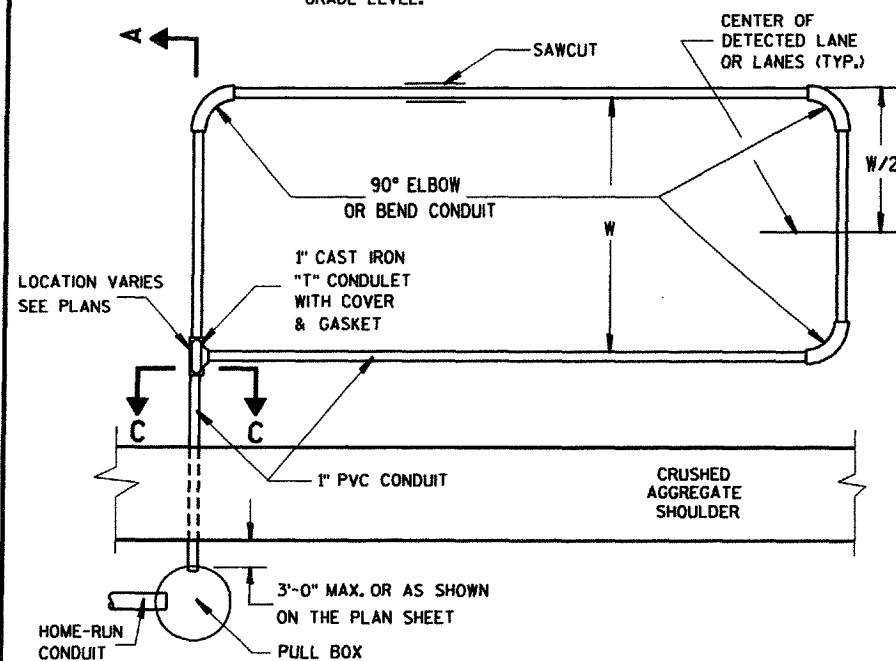 GRADE LEVEL.
A
SAWCUT
CENTER OF
DETECTED LANE
OR LANES (TYP.)
W/2
90° ELBOW
OR BEND CONDUIT
W
1" CAST IRON
"T" CONDULET
WITH COVER
& GASKET
LOCATION VARIES
SEE PLANS
C
C
1" PVC CONDUIT
CRUSHED
AGGREGATE
SHOULDER
3'-0" MAX. OR AS SHOWN
ON THE PLAN SHEET
HOME-RUN
CONDUIT
PULL BOX